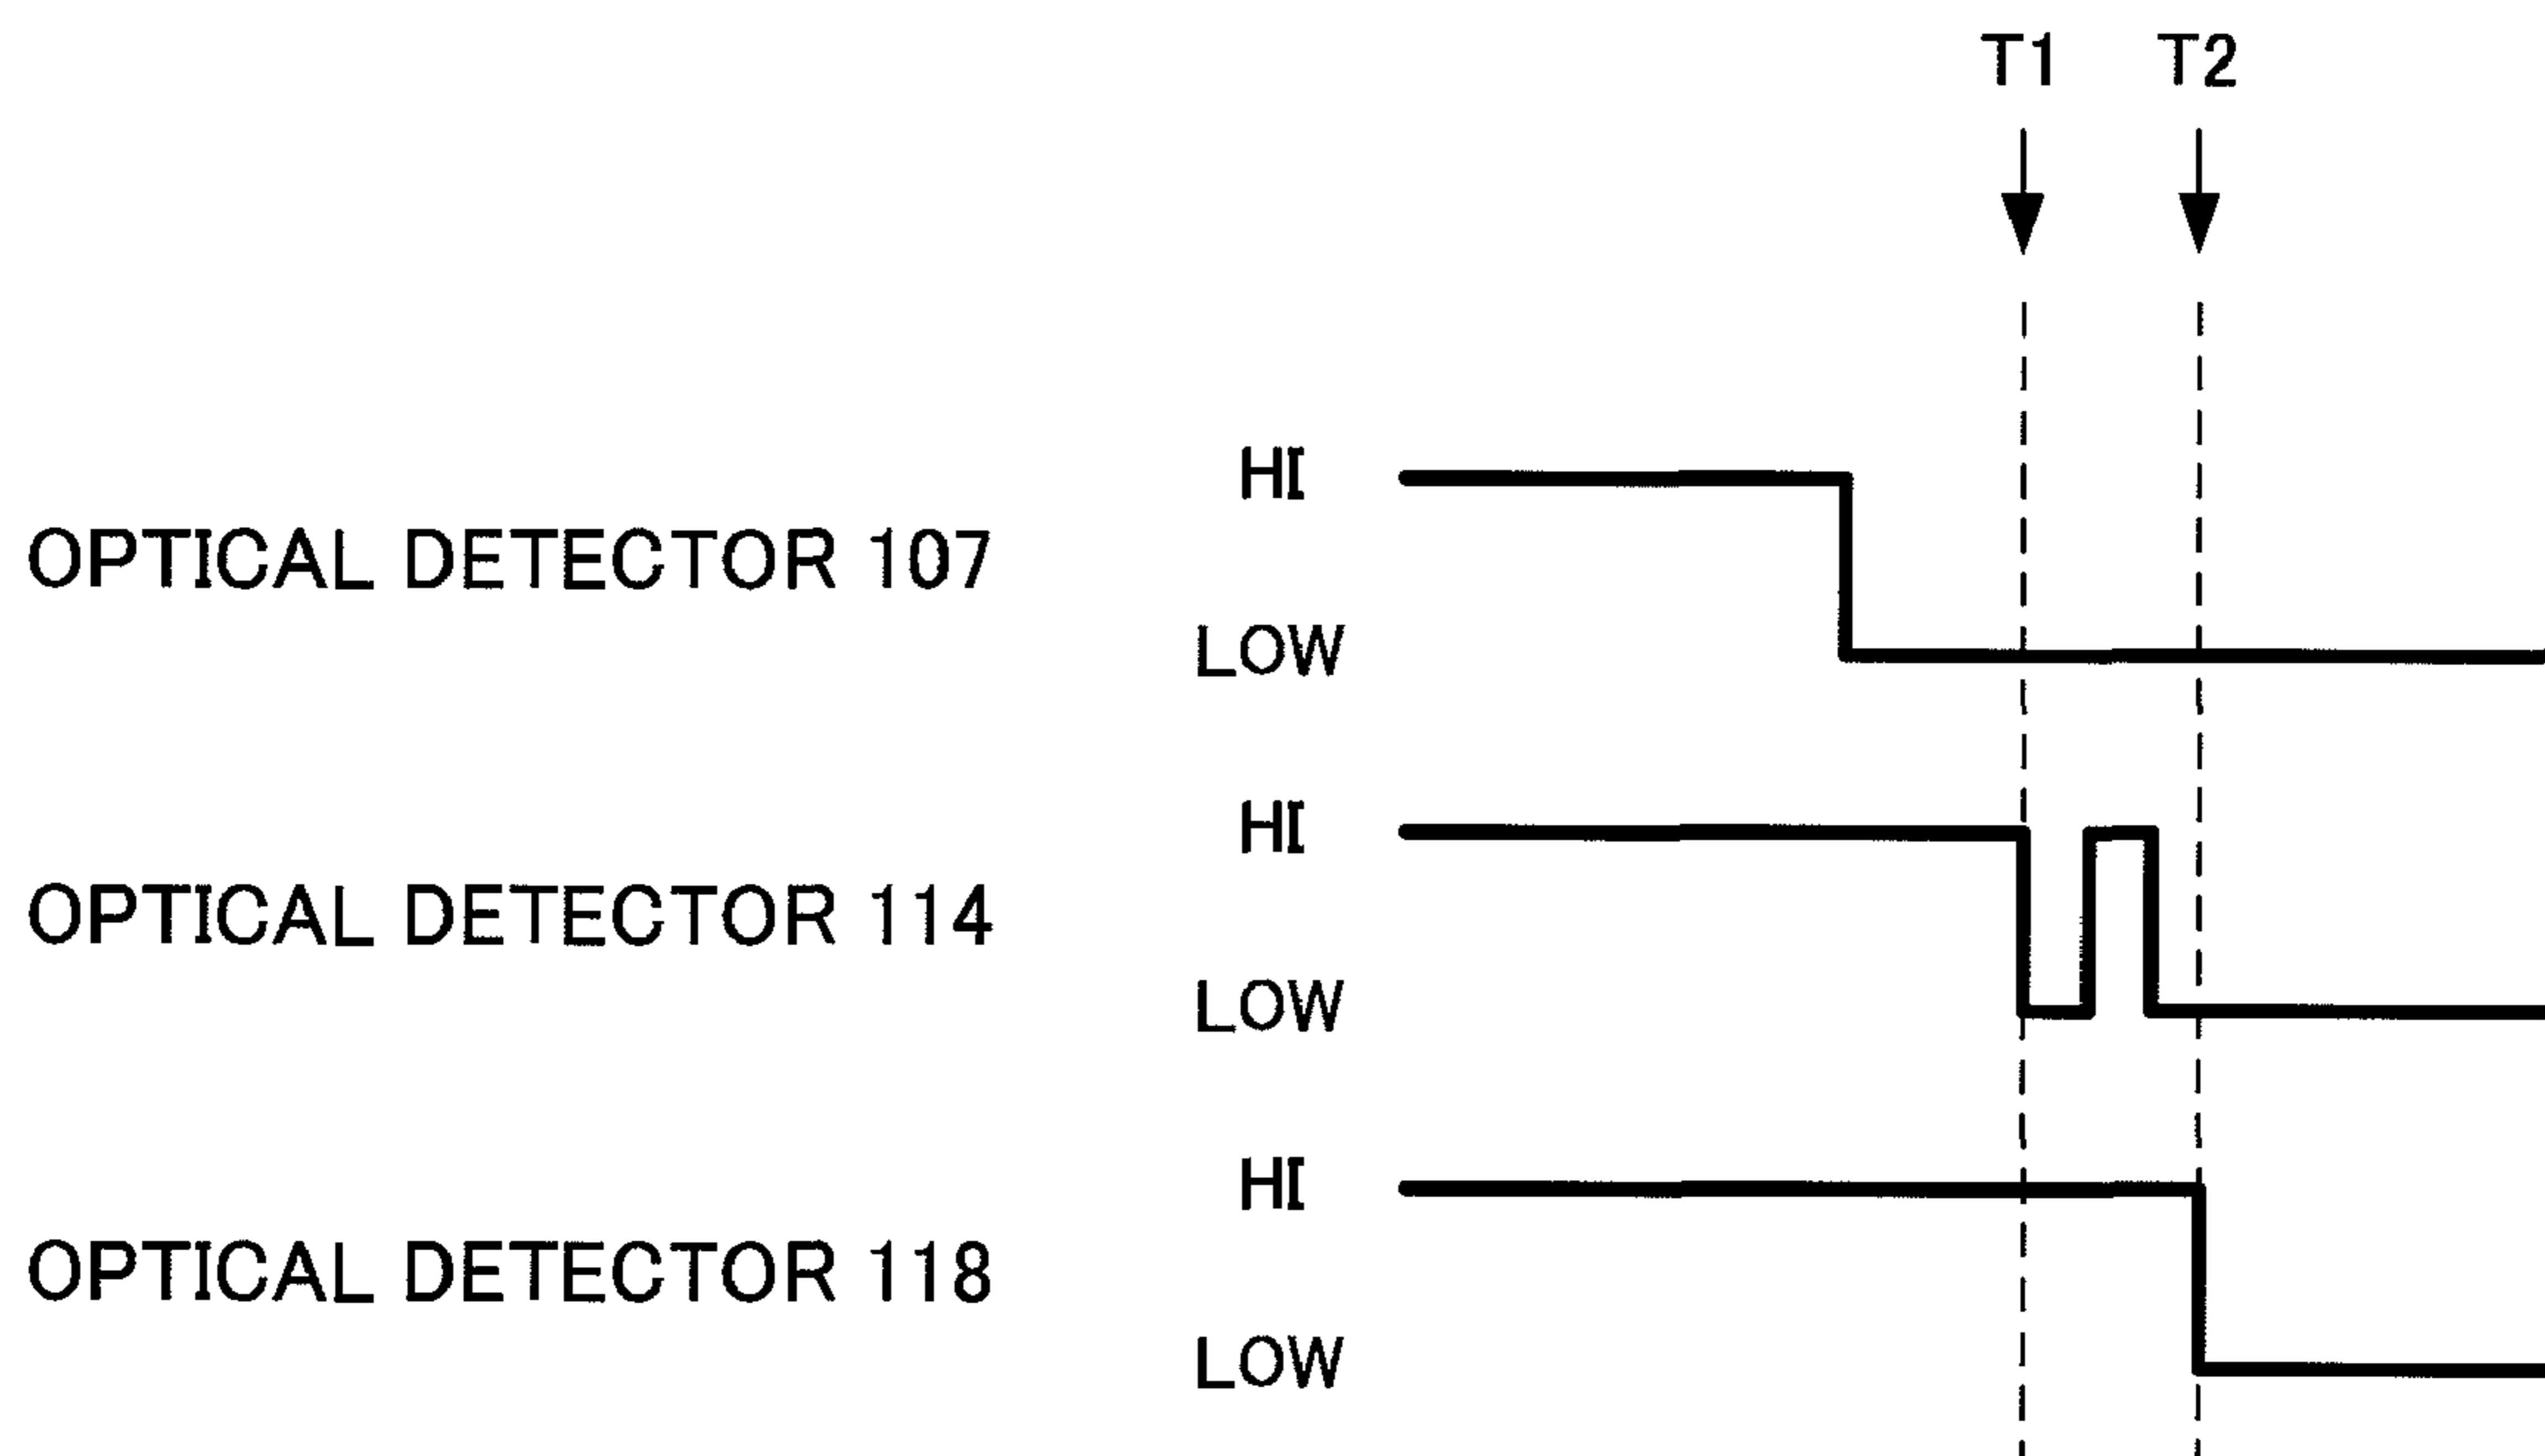 T1 T2
HI
OPTICAL DETECTOR 107
LOW
HI
OPTICAL DETECTOR 114
LOW
HI
OPTICAL DETECTOR 118
LOW